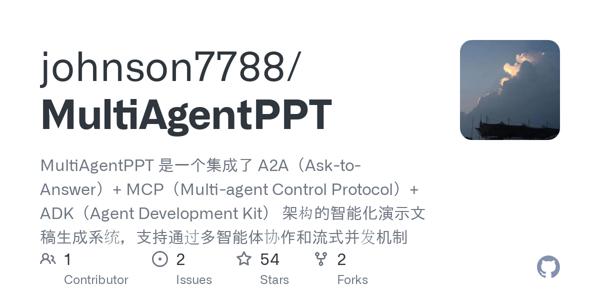 johnson7788/
MultiAgentPPT
MultiAgentPPT 是一个集成了 A2A（Ask-to-
Answer）+ MCP（Multi-agent Control Protocol）+
ADK（Agent Development Kit） 架构的智能化演示文
稿生成系统，支持通过多智能体协作和流式并发机制
1 2 54 2
Contributor Issues Stars Forks